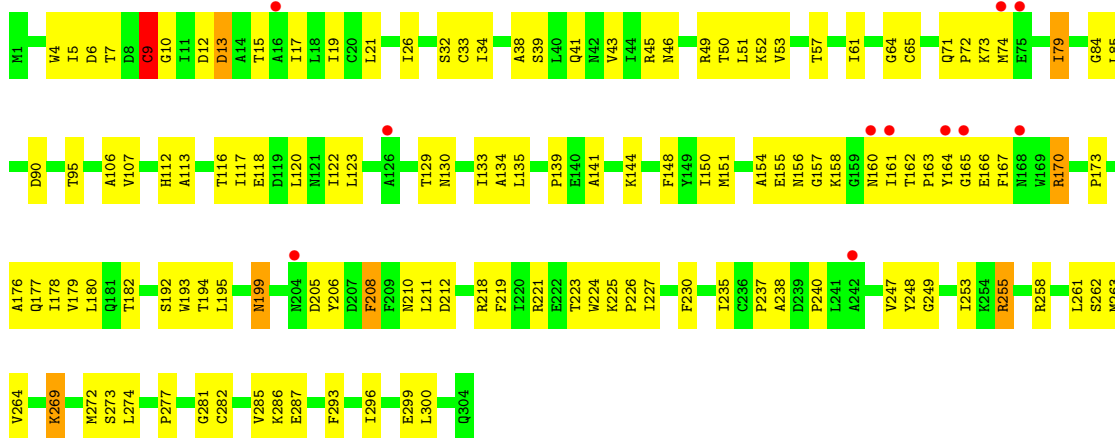 M1 W4 I5 D6 T7 D8 C9 G10 I11 D12 D13 A14 T15 A16 I17 L18 I19 C20 L21 I26 S32 C33 I34 A38 S39 L40 Q41 N42 V43 I44 R45 N46 R49 T50 L51 K52 V53 T57 I61 G64 C65 Q71 P72 K73 M74 E75 I79 G84 L85
D90 T95 A106 V107 H112 A113 T116 I117 E118 D119 L120 N121 I122 L123 A126 T129 N130 I133 A134 L135 P139 E140 A141 K144 F148 Y149 I150 M151 A154 E155 N156 G157 K158 G159 N160 I161 T162 P163 Y164 G165 E166 F167 N168 W169 R170 P173
A176 Q177 I178 V179 L180 Q181 T182 S192 W193 T194 L195 N199 N204 D205 Y206 D207 F208 F209 N210 L211 D212 R218 F219 I220 R221 E222 T223 W224 K225 P226 I227 F230 I235 C236 P237 A238 D239 P240 L241 A242 V247 Y248 G249 I253 K254 R255 R258 L261 S262 M263
V264 K269 M272 S273 L274 P277 G281 C282 V285 K286 E287 F293 I296 E299 L300 Q304